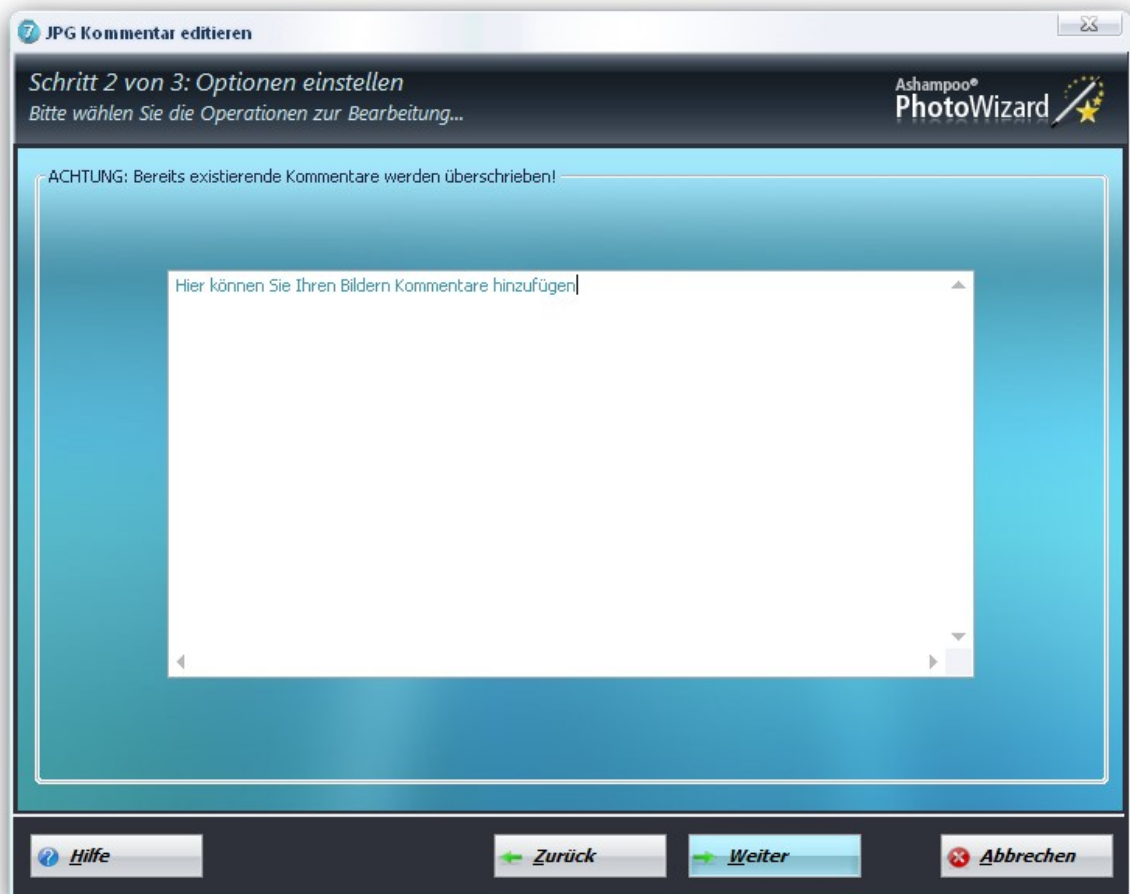 7 JPG Kommentar editieren
Schritt 2 von 3: Optionen einstellen
Bitte wählen Sie die Operationen zur Bearbeitung...
Ashampoo®
PhotoWizard
ACHTUNG: Bereits existierende Kommentare werden überschrieben!
Hier können Sie Ihren Bildern Kommentare hinzufügen
? Hilfe
Zurück
Weiter
Abbrechen